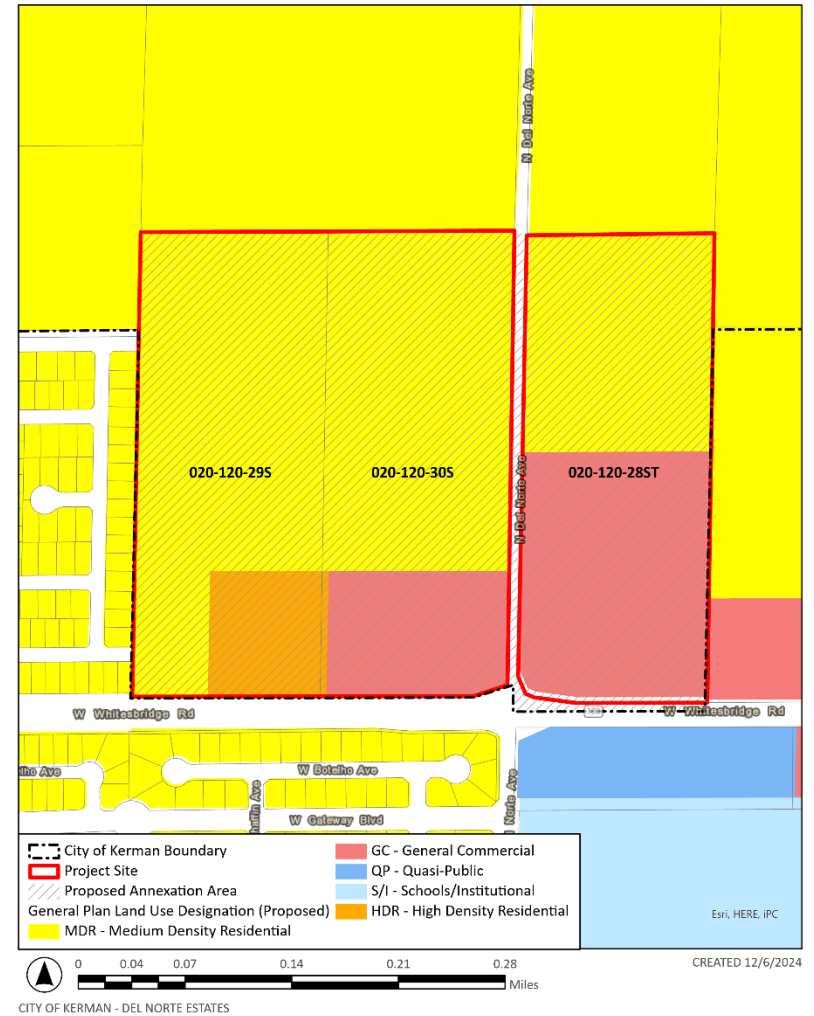 N Del Norte Ave
020-120-29S
020-120-30S
020-120-28ST
N Del Norte Ave
W Whitesbridge Rd
W Whitesbridge Rd
lho Ave
W Botelho Ave
W Gateway Blvd
Norte Ave
City of Kerman Boundary
Project Site
Proposed Annexation Area
General Plan Land Use Designation (Proposed)
MDR - Medium Density Residential
GC - General Commercial
QP - Quasi-Public
S/I - Schools/Institutional
HDR - High Density Residential
Esri, HERE, iPC
0 0.04 0.07 0.14 0.21 0.28
Miles
CREATED 12/6/2024
CITY OF KERMAN - DEL NORTE ESTATES